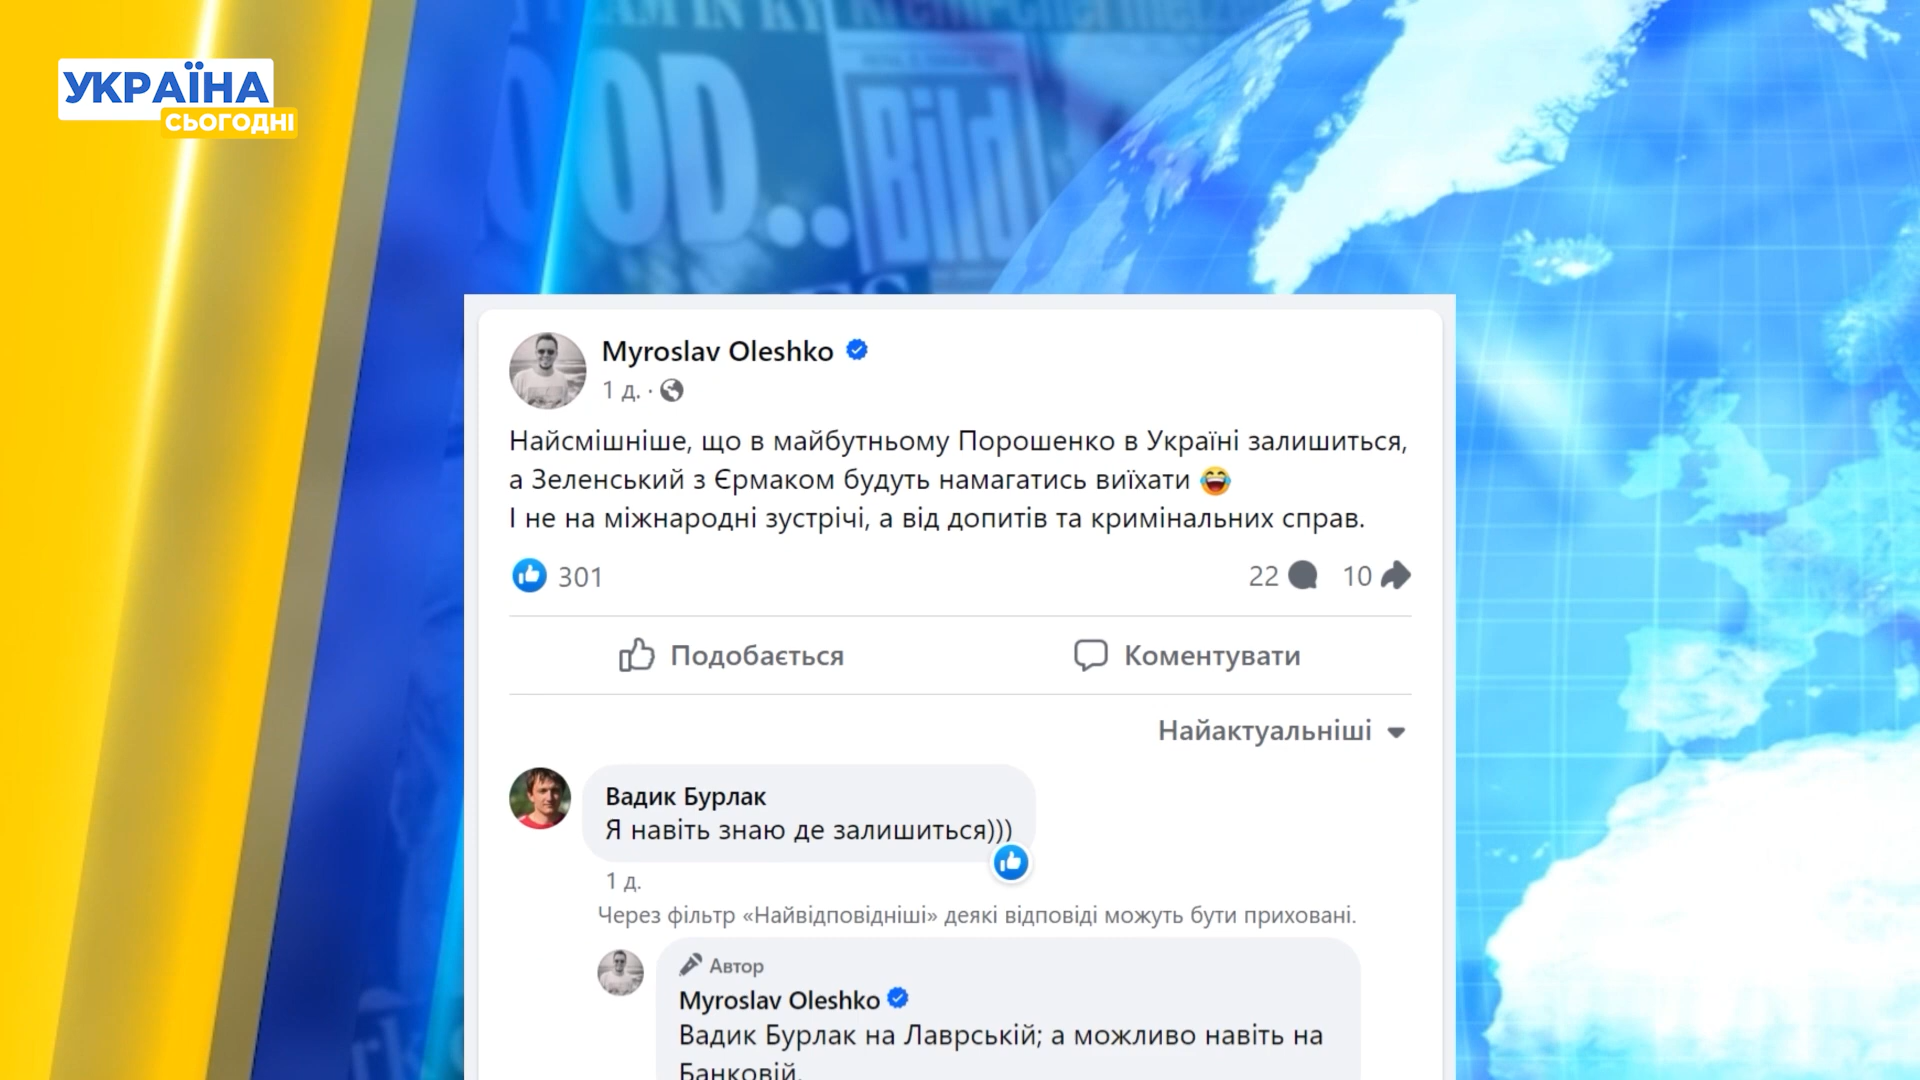 УКРАЇНА
СЬОГОДНІ
OOD..
Bild
Myroslav Oleshko
1 д. ·
Найсмішніше, що в майбутньому Порошенко в Україні залишиться,
а Зеленський з Єрмаком будуть намагатись виїхати 😂
І не на міжнародні зустрічі, а від допитів та кримінальних справ.
301
22 10
Подобається Коментувати
Найактуальніші
Вадик Бурлак
Я навіть знаю де залишиться)))
1 д.
Через фільтр «Найвідповідніші» деякі відповіді можуть бути приховані.
Автор
Myroslav Oleshko
Вадик Бурлак на Лаврській; а можливо навіть на
Банковій.